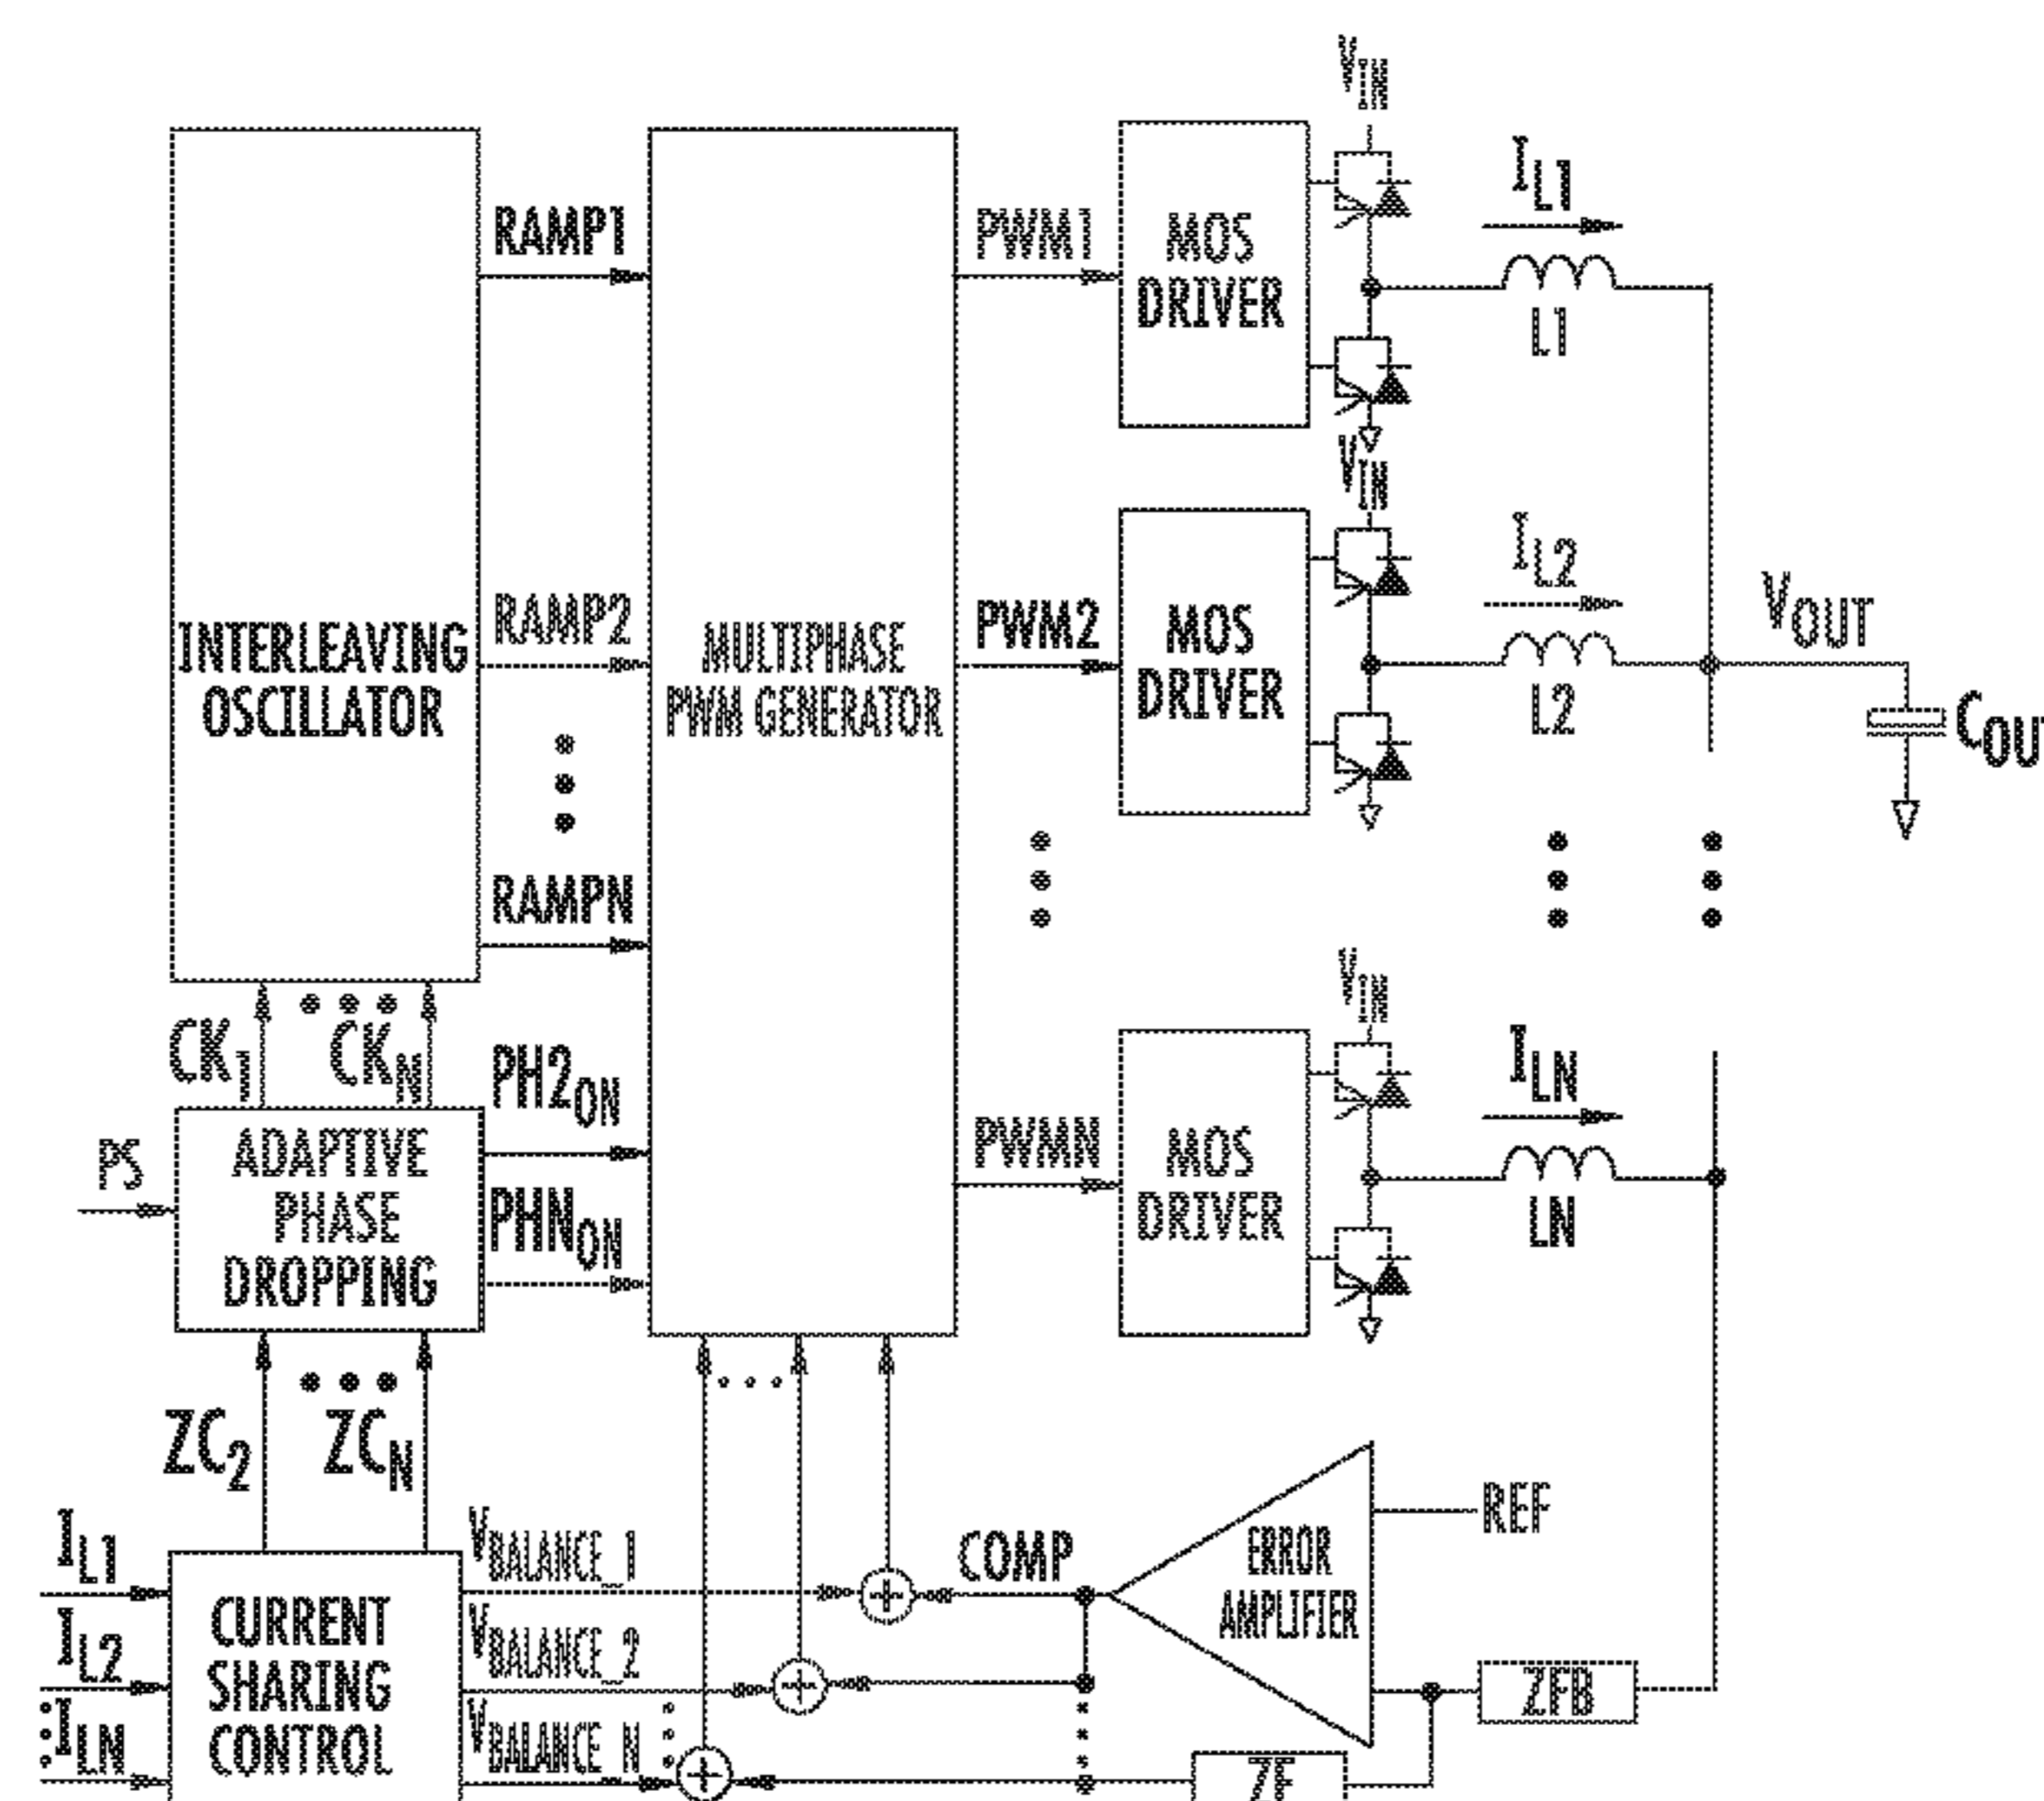 V_IN
I_L1
RAMP1
PWM1
MOS
DRIVER
L1
V_IN
I_L2
RAMP2
PWM2
MOS
DRIVER
L2
V_OUT
INTERLEAVING
OSCILLATOR
MULTIPHASE
PWM GENERATOR
C_OU
RAMPN
V_IN
I_LN
CK_1
CK_N
PH2_ON
PWMN
MOS
DRIVER
LN
PS
ADAPTIVE
PHASE
DROPPING
PHN_ON
ZC_2
ZC_N
REF
ERROR
AMPLIFIER
COMP
I_L1
I_L2
I_LN
CURRENT
SHARING
CONTROL
V_BALANCE_1
V_BALANCE_2
V_BALANCE_N
ZFB
ZF